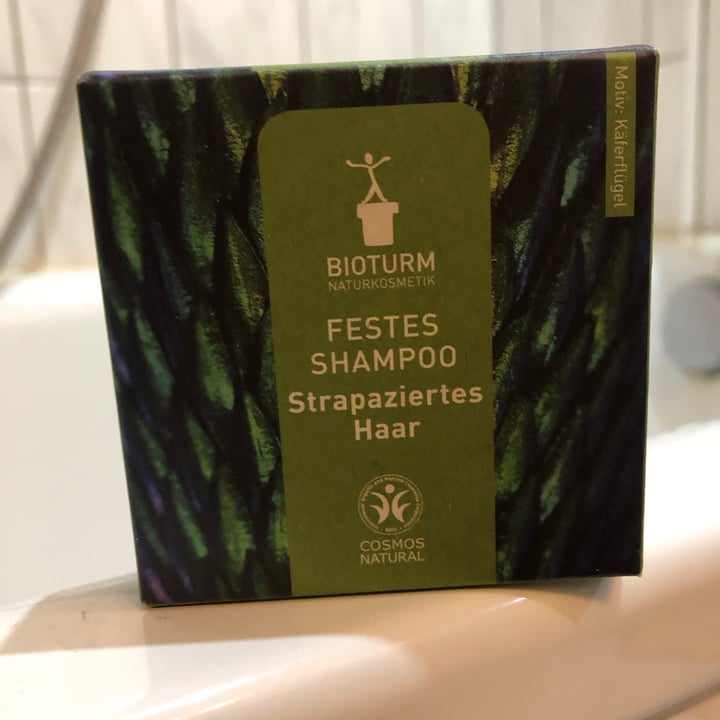 BIOTURM
NATURKOSMETIK
FESTES
SHAMPOO
Strapaziertes
Haar
COSMOS
NATURAL
Motiv: Käferflügel